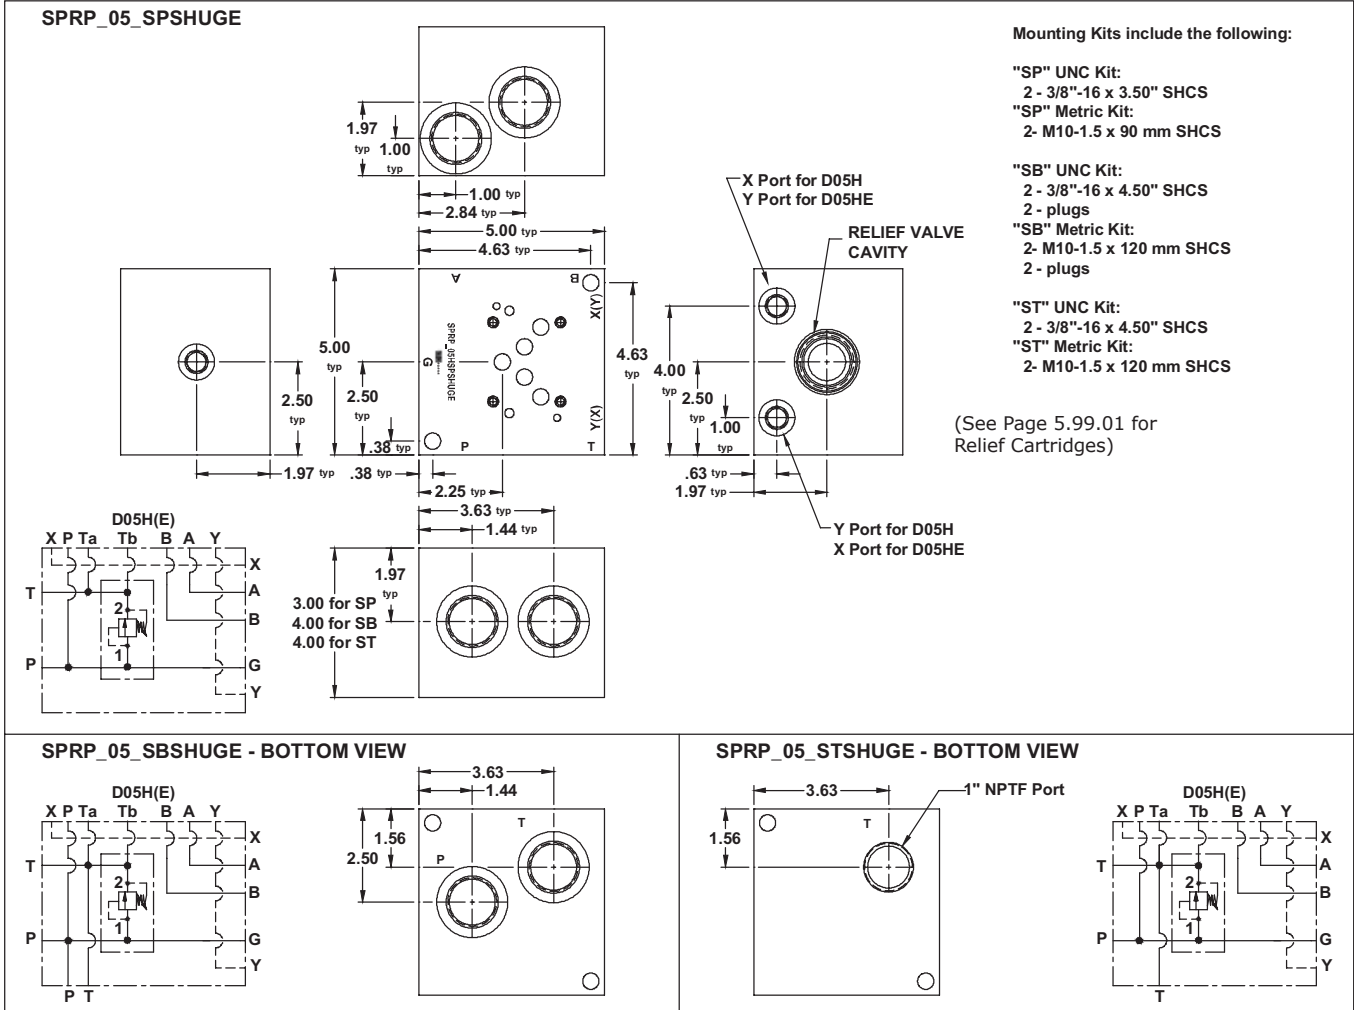 SPRP_05_SPSHUGE
Mounting Kits include the following:
"SP" UNC Kit:
2 - 3/8"-16 x 3.50" SHCS
"SP" Metric Kit:
2- M10-1.5 x 90 mm SHCS
"SB" UNC Kit:
2 - 3/8"-16 x 4.50" SHCS
2 - plugs
"SB" Metric Kit:
2- M10-1.5 x 120 mm SHCS
2 - plugs
"ST" UNC Kit:
2 - 3/8"-16 x 4.50" SHCS
"ST" Metric Kit:
2- M10-1.5 x 120 mm SHCS
(See Page 5.99.01 for
Relief Cartridges)
1.97
typ
1.00
typ
1.00 typ
2.84 typ
5.00 typ
4.63 typ
X Port for D05H
Y Port for D05HE
RELIEF VALVE
CAVITY
A
B
X(Y)
SPRP_05HSPSHUGE
G
Y(X)
P
T
5.00
typ
2.50
typ
.38 typ
.38 typ
2.25 typ
4.63
typ
2.50
typ
1.97 typ
4.00
typ
2.50
typ
1.00
typ
.63 typ
1.97 typ
Y Port for D05H
X Port for D05HE
3.63 typ
1.44 typ
1.97
typ
3.00 for SP
4.00 for SB
4.00 for ST
D05H(E)
X P Ta Tb B A Y
X
T
A
2
B
1
P
G
Y
SPRP_05_SBSHUGE - BOTTOM VIEW
D05H(E)
X P Ta Tb B A Y
X
T
A
2
B
1
P
G
Y
P T
3.63
1.44
1.56
2.50
T
P
SPRP_05_STSHUGE - BOTTOM VIEW
3.63
1" NPTF Port
1.56
T
D05H(E)
X P Ta Tb B A Y
X
T
A
2
B
1
P
G
Y
T